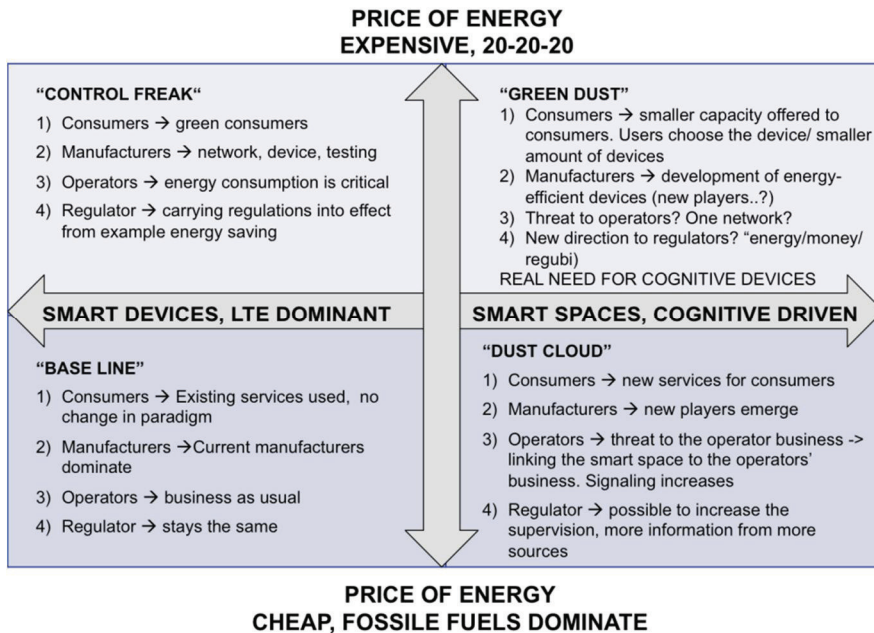 PRICE OF ENERGY
EXPENSIVE, 20-20-20
“CONTROL FREAK“
1) Consumers → green consumers
2) Manufacturers → network, device, testing
3) Operators → energy consumption is critical
4) Regulator → carrying regulations into effect
from example energy saving
“GREEN DUST”
1) Consumers → smaller capacity offered to
consumers. Users choose the device/ smaller
amount of devices
2) Manufacturers → development of energy-
efficient devices (new players..?)
3) Threat to operators? One network?
4) New direction to regulators? “energy/money/
regubi)
REAL NEED FOR COGNITIVE DEVICES
SMART DEVICES, LTE DOMINANT
SMART SPACES, COGNITIVE DRIVEN
“BASE LINE”
1) Consumers → Existing services used, no
change in paradigm
2) Manufacturers →Current manufacturers
dominate
3) Operators → business as usual
4) Regulator → stays the same
“DUST CLOUD”
1) Consumers → new services for consumers
2) Manufacturers → new players emerge
3) Operators → threat to the operator business ->
linking the smart space to the operators’
business. Signaling increases
4) Regulator → possible to increase the
supervision, more information from more
sources
PRICE OF ENERGY
CHEAP, FOSSILE FUELS DOMINATE